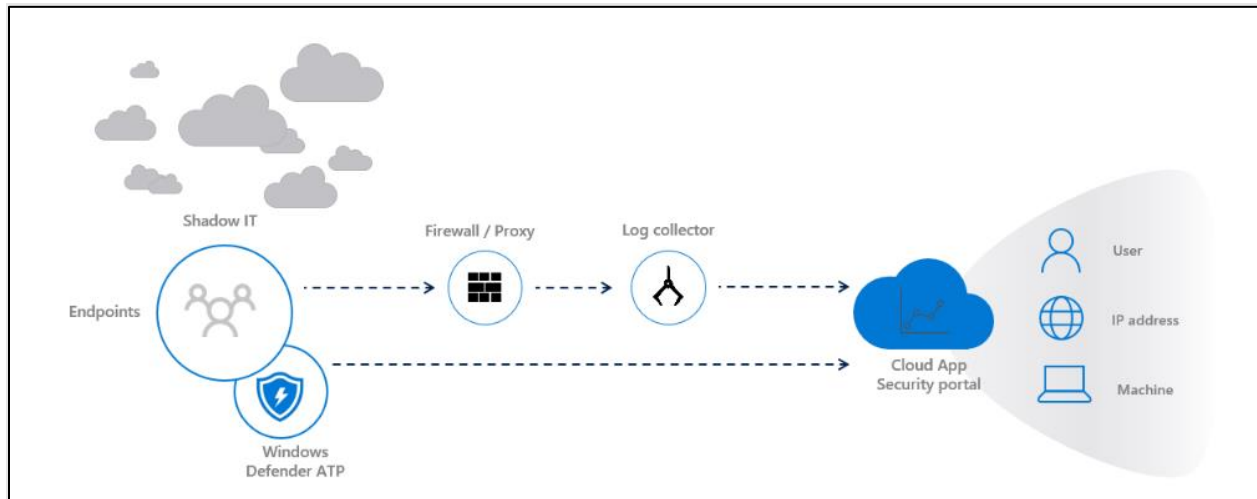 Shadow IT
Firewall / Proxy
Log collector
Endpoints
Windows
Defender ATP
Cloud App
Security portal
User
IP address
Machine